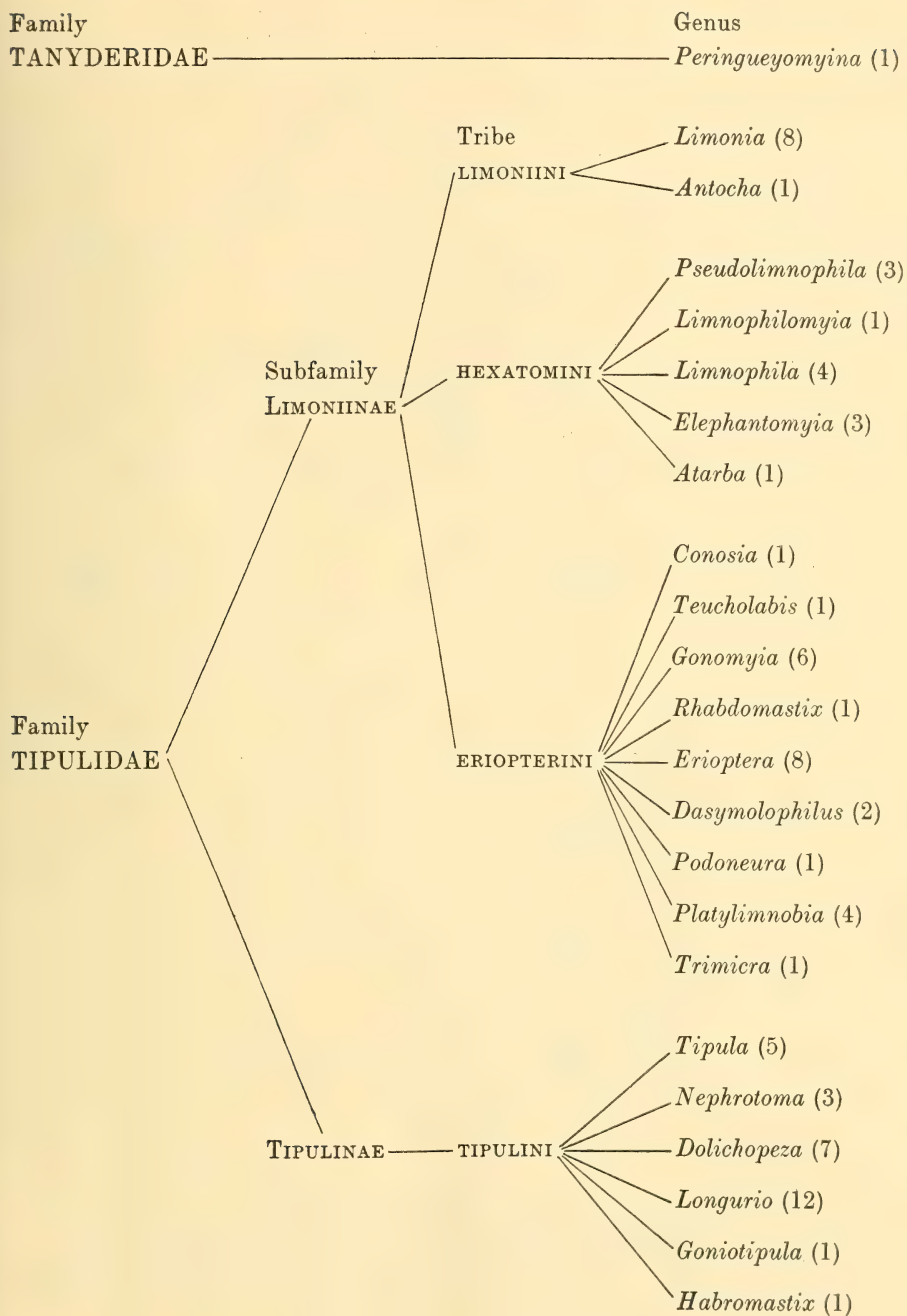 Family Genus
TANYDERIDAE Peringueyomyina (1)
Tribe Limonia (8)
LIMONIINI
Antocha (1)
Pseudolimnophila (3)
Limnophilomyia (1)
Subfamily HEXATOMINI Limnophila (4)
LIMONIINAE
Elephantomyia (3)
Atarba (1)
Conosia (1)
Teucholabis (1)
Gonomyia (6)
Rhabdomastix (1)
Family
TIPULIDAE ERIOPTERINI Erioptera (8)
Dasymolophilus (2)
Podoneura (1)
Platylimnobia (4)
Trimicra (1)
Tipula (5)
Nephrotoma (3)
TIPULINAE TIPULINI Dolichopeza (7)
Longurio (12)
Goniotipula (1)
Habromastix (1)